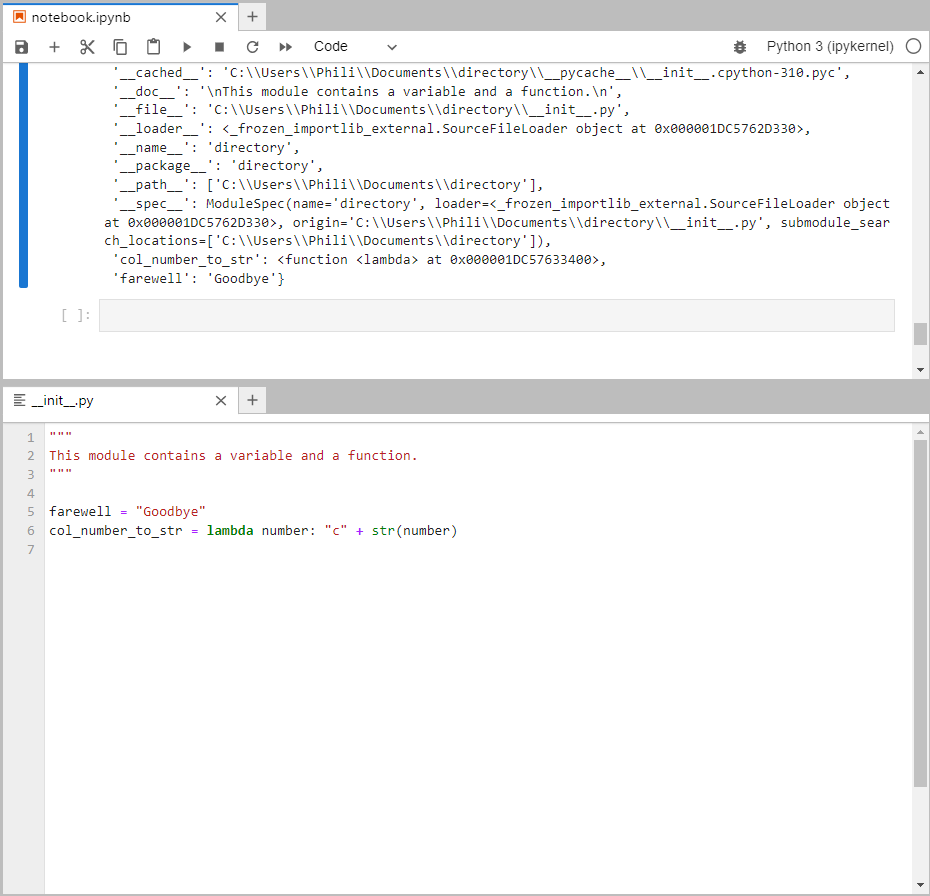 notebook.ipynb
Code
Python 3 (ipykernel)
'__cached__': 'C:\\Users\\Phili\\Documents\\directory\\__pycache__\\__init__.cpython-310.pyc',
'__doc__': '\nThis module contains a variable and a function.\n',
'__file__': 'C:\\Users\\Phili\\Documents\\directory\\__init__.py',
'__loader__': <_frozen_importlib_external.SourceFileLoader object at 0x000001DC5762D330>,
'__name__': 'directory',
'__package__': 'directory',
'__path__': ['C:\\Users\\Phili\\Documents\\directory'],
'__spec__': ModuleSpec(name='directory', loader=<_frozen_importlib_external.SourceFileLoader object
at 0x000001DC5762D330>, origin='C:\\Users\\Phili\\Documents\\directory\\__init__.py', submodule_sear
ch_locations=['C:\\Users\\Phili\\Documents\\directory']),
'col_number_to_str': <function <lambda> at 0x000001DC57633400>,
'farewell': 'Goodbye'}
[ ]:
__init__.py
1 """
2 This module contains a variable and a function.
3 """
4
5 farewell = "Goodbye"
6 col_number_to_str = lambda number: "c" + str(number)
7